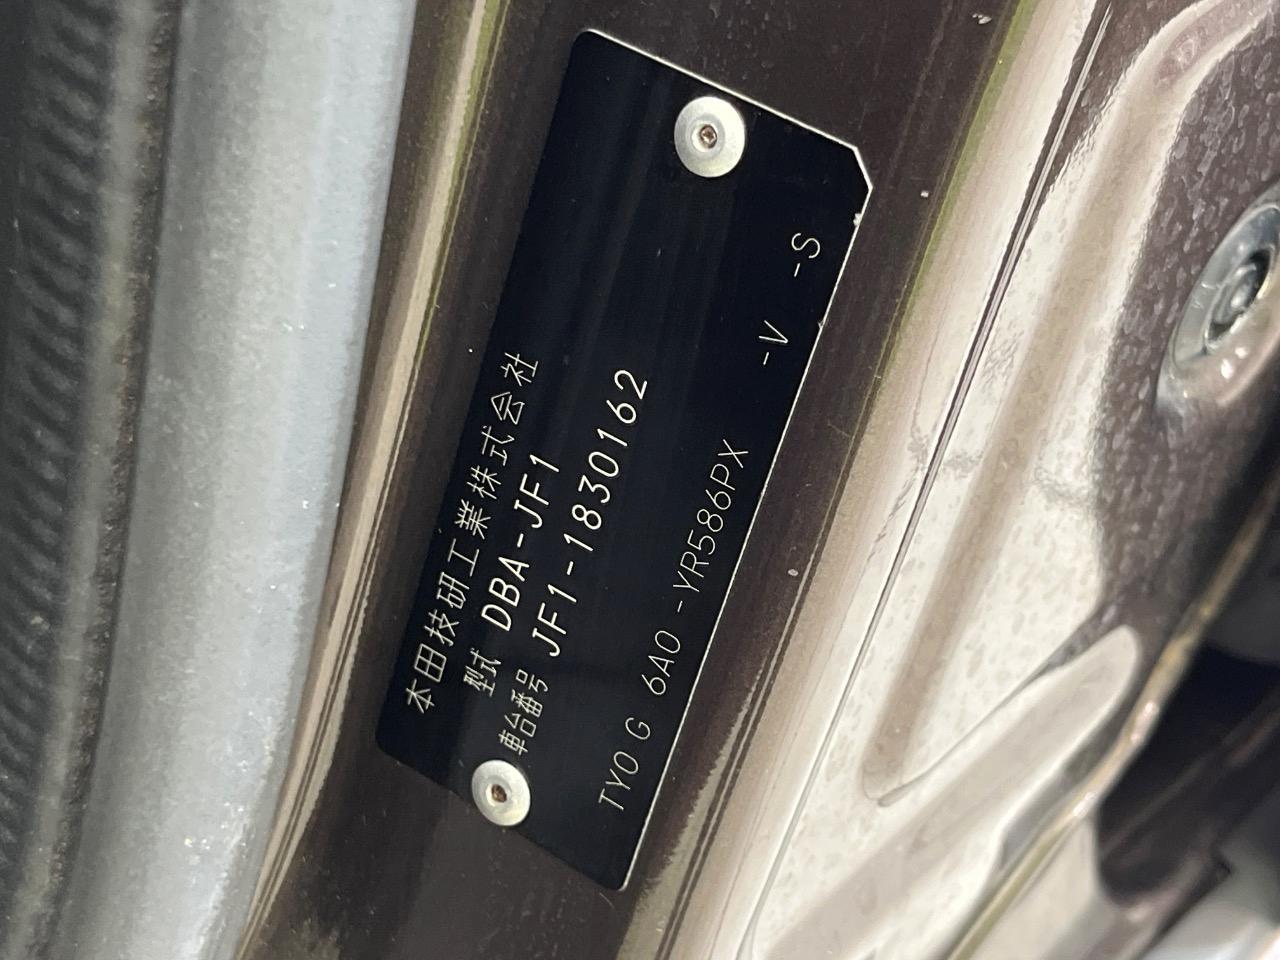 本田技研工業株式会社
型式 DBA-JF1
車台番号 JF1-1830162
TY0 G 6A0 -YR586PX -V -S